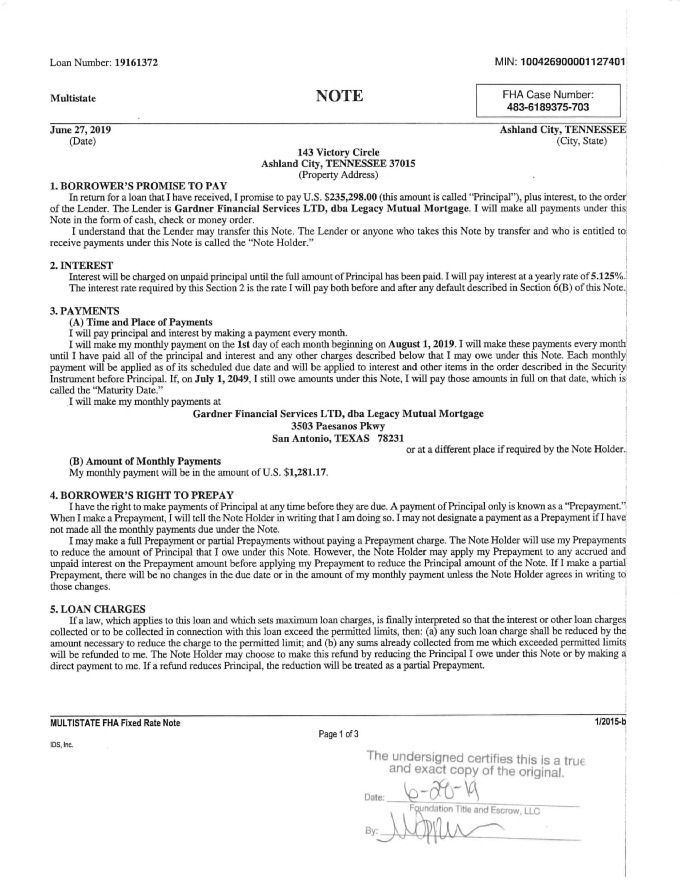 Loan Number: 19161372
MIN: 100426900001127401
Multistate
NOTE
FHA Case Number:
483-6189375-703
June 27, 2019
Ashland City, TENNESSEE
(Date)
(City, State)
143 Victory Circle
Ashland City, TENNESSEE 37015
(Property Address)
1. BORROWER'S PROMISE TO PAY
In return for a loan that I have received, I promise to pay U.S. $235,298.00 (this amount is called "Principal"), plus interest, to the order
of the Lender. The Lender is Gardner Financial Services LTD, dba Legacy Mutual Mortgage. I will make all payments under this
Note in the form of cash, check or money order.
I understand that the Lender may transfer this Note. The Lender or anyone who takes this Note by transfer and who is entitled to
receive payments under this Note is called the "Note Holder."
2. INTEREST
Interest will be charged on unpaid principal until the full amount of Principal has been paid. I will pay interest at a yearly rate of 5.125%.
The interest rate required by this Section 2 is the rate I will pay both before and after any default described in Section 6(B) of this Note.
3. PAYMENTS
(A) Time and Place of Payments
I will pay principal and interest by making a payment every month.
I will make my monthly payment on the 1st day of each month beginning on August 1, 2019. I will make these payments every month
until I have paid all of the principal and interest and any other charges described below that I may owe under this Note. Each monthly
payment will be applied as of its scheduled due date and will be applied to interest and other items in the order described in the Security
Instrument before Principal. If, on July 1, 2049, I still owe amounts under this Note, I will pay those amounts in full on that date, which is
called the "Maturity Date."
I will make my monthly payments at
Gardner Financial Services LTD, dba Legacy Mutual Mortgage
3503 Paesanos Pkwy
San Antonio, TEXAS 78231
or at a different place if required by the Note Holder.
(B) Amount of Monthly Payments
My monthly payment will be in the amount of U.S. $1,281.17.
4. BORROWER'S RIGHT TO PREPAY
I have the right to make payments of Principal at any time before they are due. A payment of Principal only is known as a "Prepayment."
When I make a Prepayment, I will tell the Note Holder in writing that I am doing so. I may not designate a payment as a Prepayment if I have
not made all the monthly payments due under the Note.
I may make a full Prepayment or partial Prepayments without paying a Prepayment charge. The Note Holder will use my Prepayments
to reduce the amount of Principal that I owe under this Note. However, the Note Holder may apply my Prepayment to any accrued and
unpaid interest on the Prepayment amount before applying my Prepayment to reduce the Principal amount of the Note. If I make a partial
Prepayment, there will be no changes in the due date or in the amount of my monthly payment unless the Note Holder agrees in writing to
those changes.
5. LOAN CHARGES
If a law, which applies to this loan and which sets maximum loan charges, is finally interpreted so that the interest or other loan charges
collected or to be collected in connection with this loan exceed the permitted limits, then: (a) any such loan charge shall be reduced by the
amount necessary to reduce the charge to the permitted limit; and (b) any sums already collected from me which exceeded permitted limits
will be refunded to me. The Note Holder may choose to make this refund by reducing the Principal I owe under this Note or by making a
direct payment to me. If a refund reduces Principal, the reduction will be treated as a partial Prepayment.
MULTISTATE FHA Fixed Rate Note
1/2015-b
Page 1 of 3
IDS, Inc.
The undersigned certifies this is a true
and exact copy of the original.
Date:
Foundation Title and Escrow, LLC
By: